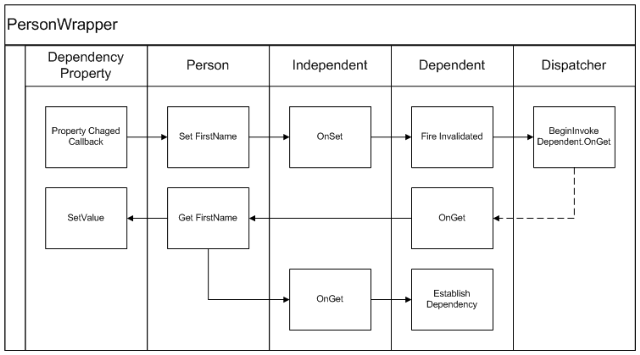 PersonWrapper
Dependency
Property
Person
Independent
Dependent
Dispatcher
Property Chaged
Callback
Set FirstName
OnSet
Fire Invalidated
BeginInvoke
Dependent.OnGet
SetValue
Get FirstName
OnGet
OnGet
Establish
Dependency